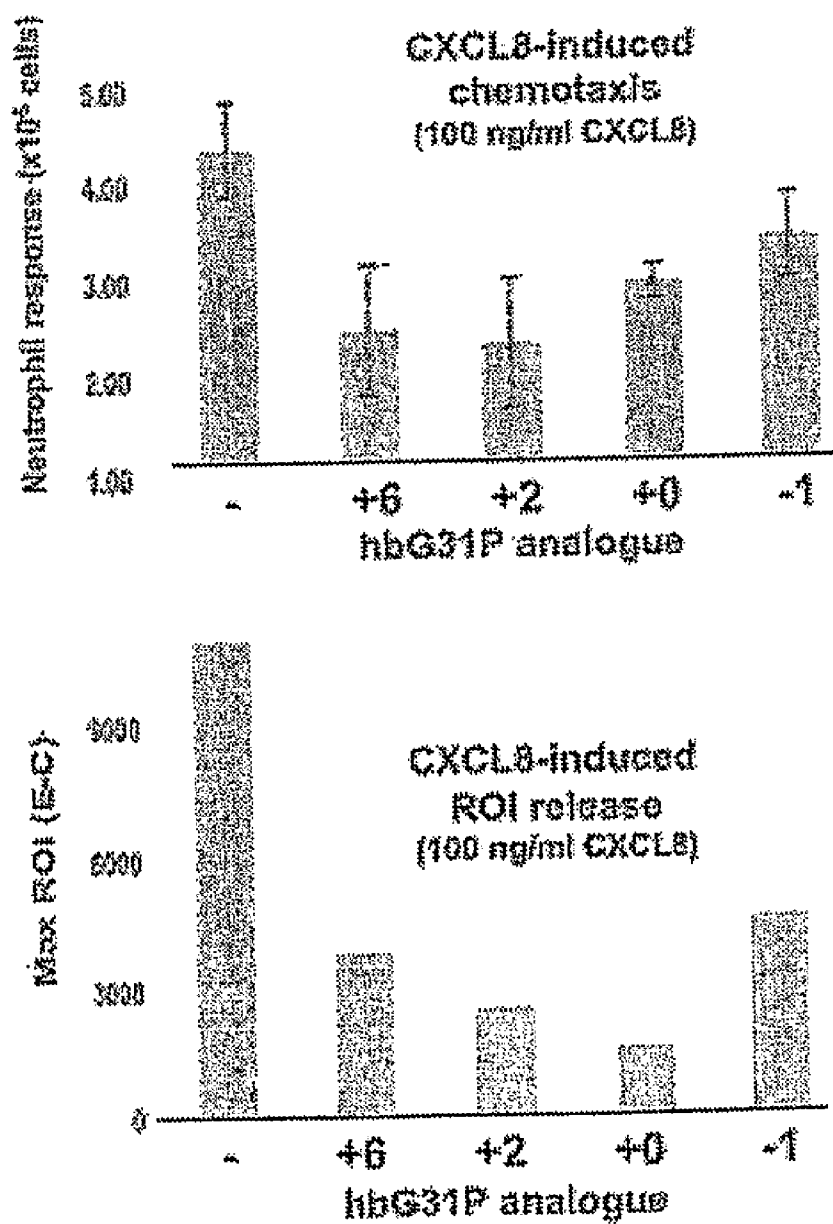 CXCL8-induced
chemotaxis
(100 ng/ml CXCL8)
Neutrophil response (x10⁵ cells)
5.00
4.00
3.00
2.00
1.00
- +6 +2 +0 -1
hbG31P analogue
CXCL8-induced
ROI release
(100 ng/ml CXCL8)
Max ROI (E-C)
9000
6000
3000
0
- +6 +2 +0 -1
hbG31P analogue